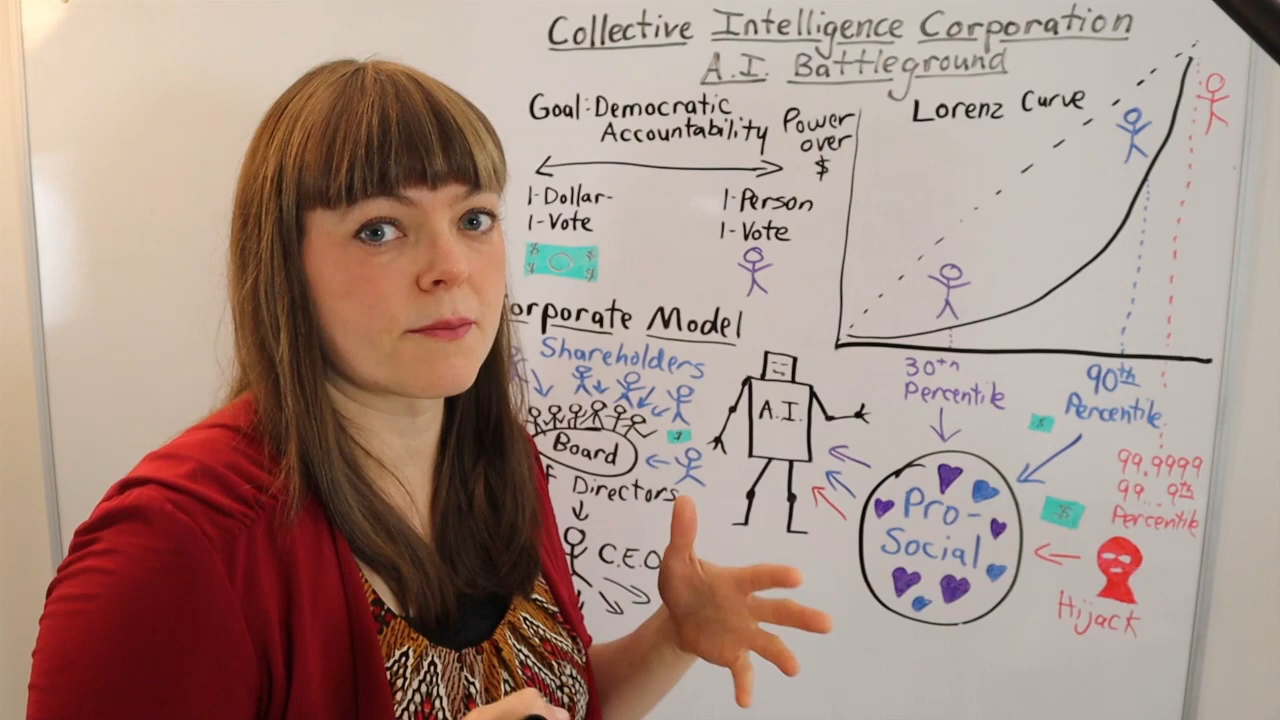 Collective Intelligence Corporation
A.I. Battleground
Goal: Democratic
Accountability
1-Dollar-
1-Vote
$ $
$ $
1-Person
1-Vote
Power
over
$
Lorenz Curve
30th
Percentile
90th
Percentile
99.9999
99...9th
Percentile
orporate Model
Shareholders
$
Board
f Directors
C.E.O
A.I.
Pro-
Social
$
$
Hijack